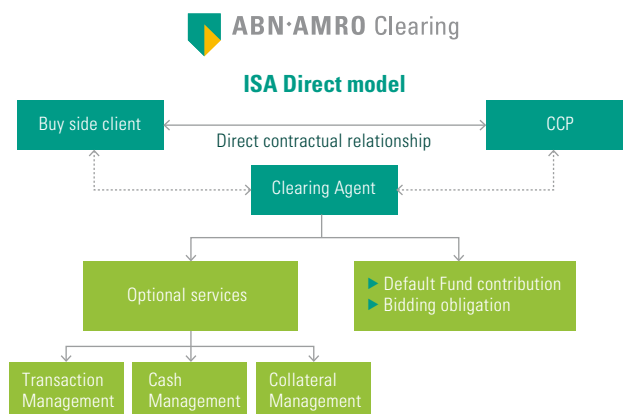 ABN·AMRO Clearing
ISA Direct model
Buy side client
CCP
Direct contractual relationship
Clearing Agent
Optional services
▶ Default Fund contribution
▶ Bidding obligation
Transaction
Management
Cash
Management
Collateral
Management